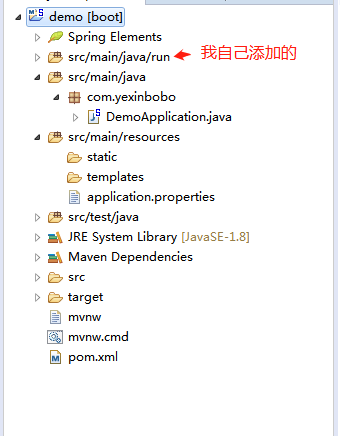 demo [boot]
Spring Elements
src/main/java/run 我自己添加的
src/main/java
com.yexinbobo
DemoApplication.java
src/main/resources
static
templates
application.properties
src/test/java
JRE System Library [JavaSE-1.8]
Maven Dependencies
src
target
mvnw
mvnw.cmd
pom.xml